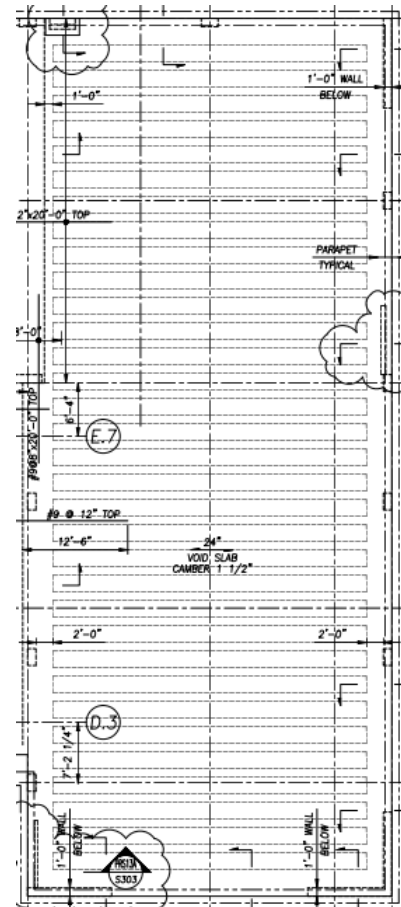 1'-0" WALL
BELOW
1'-0"
2"x20'-0" TOP
PARAPET
TYPICAL
8'-0"
6'-4"
#9@8"x20'-0" TOP
E.7
#9 @ 12" TOP
12'-6"
24"
VOID SLAB
CAMBER 1 1/2"
2'-0"
2'-0"
D.3
7'-2 1/4"
1'-0" WALL
BELOW
1'-0" WALL
BELOW
S303